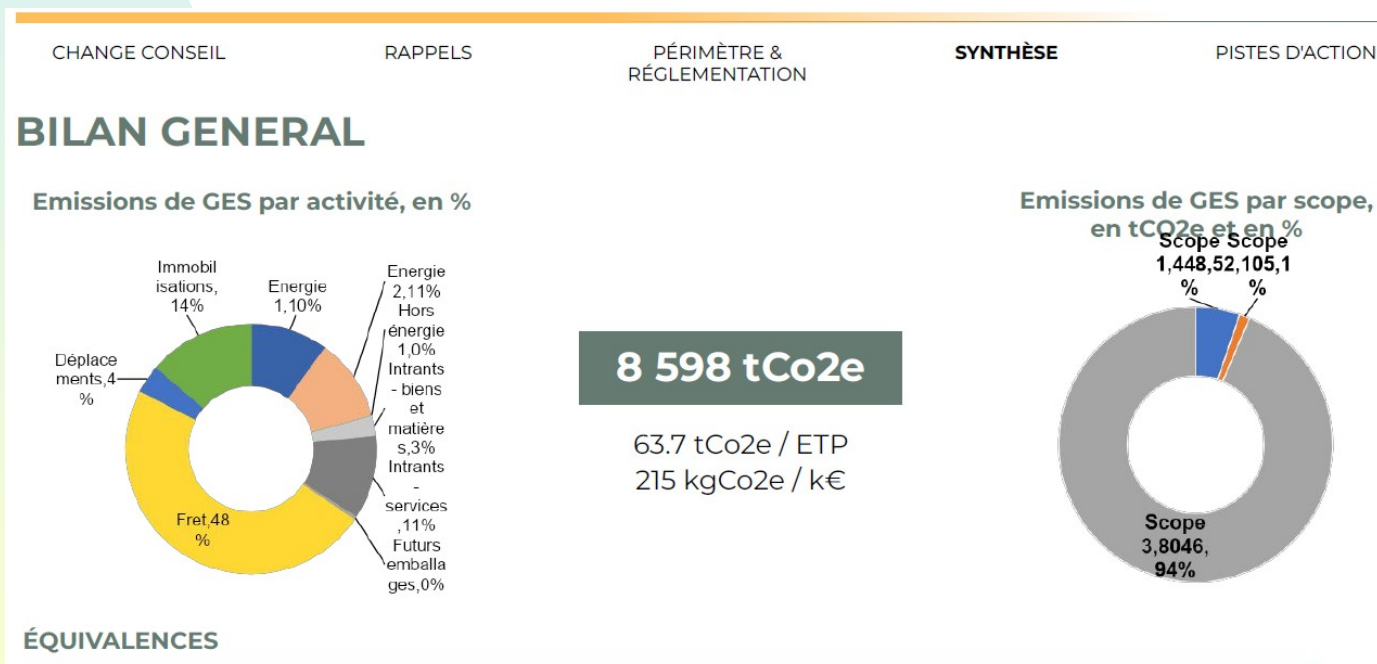 CHANGE CONSEIL
RAPPELS
PÉRIMÈTRE &
RÉGLEMENTATION
SYNTHÈSE
PISTES D'ACTION
BILAN GENERAL
Emissions de GES par activité, en %
Immobil
isations,
14%
Energie
1,10%
Energie
2,11%
Hors
énergie
1,0%
Intrants
- biens
et
matière
s,3%
Intrants
-
services
,11%
Futurs
emballa
ges,0%
Déplace
ments,4
%
Fret,48
%
8 598 tCo2e
63.7 tCo2e / ETP
215 kgCo2e / k€
Emissions de GES par scope,
en tCO2e et en %
Scope Scope
1,448,52,105,1
% %
Scope
3,8046,
94%
ÉQUIVALENCES